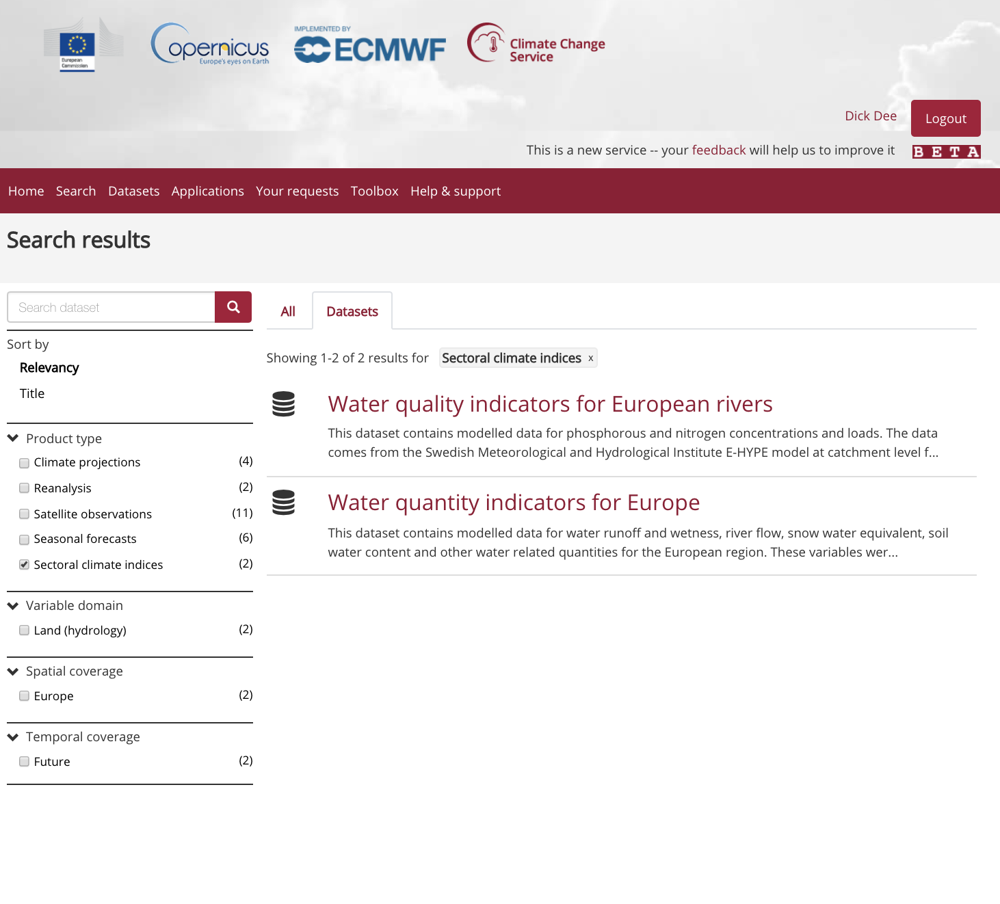 European
Commission
opernicus
Europe's eyes on Earth
IMPLEMENTED BY
ECMWF
Climate Change
Service
Dick Dee
Logout
This is a new service -- your feedback will help us to improve it
BETA
Home Search Datasets Applications Your requests Toolbox Help & support
Search results
Search dataset
Sort by
Relevancy
Title
Product type
Climate projections (4)
Reanalysis (2)
Satellite observations (11)
Seasonal forecasts (6)
Sectoral climate indices (2)
Variable domain
Land (hydrology) (2)
Spatial coverage
Europe (2)
Temporal coverage
Future (2)
All Datasets
Showing 1-2 of 2 results for Sectoral climate indices x
Water quality indicators for European rivers
This dataset contains modelled data for phosphorous and nitrogen concentrations and loads. The data
comes from the Swedish Meteorological and Hydrological Institute E-HYPE model at catchment level f...
Water quantity indicators for Europe
This dataset contains modelled data for water runoff and wetness, river flow, snow water equivalent, soil
water content and other water related quantities for the European region. These variables wer...